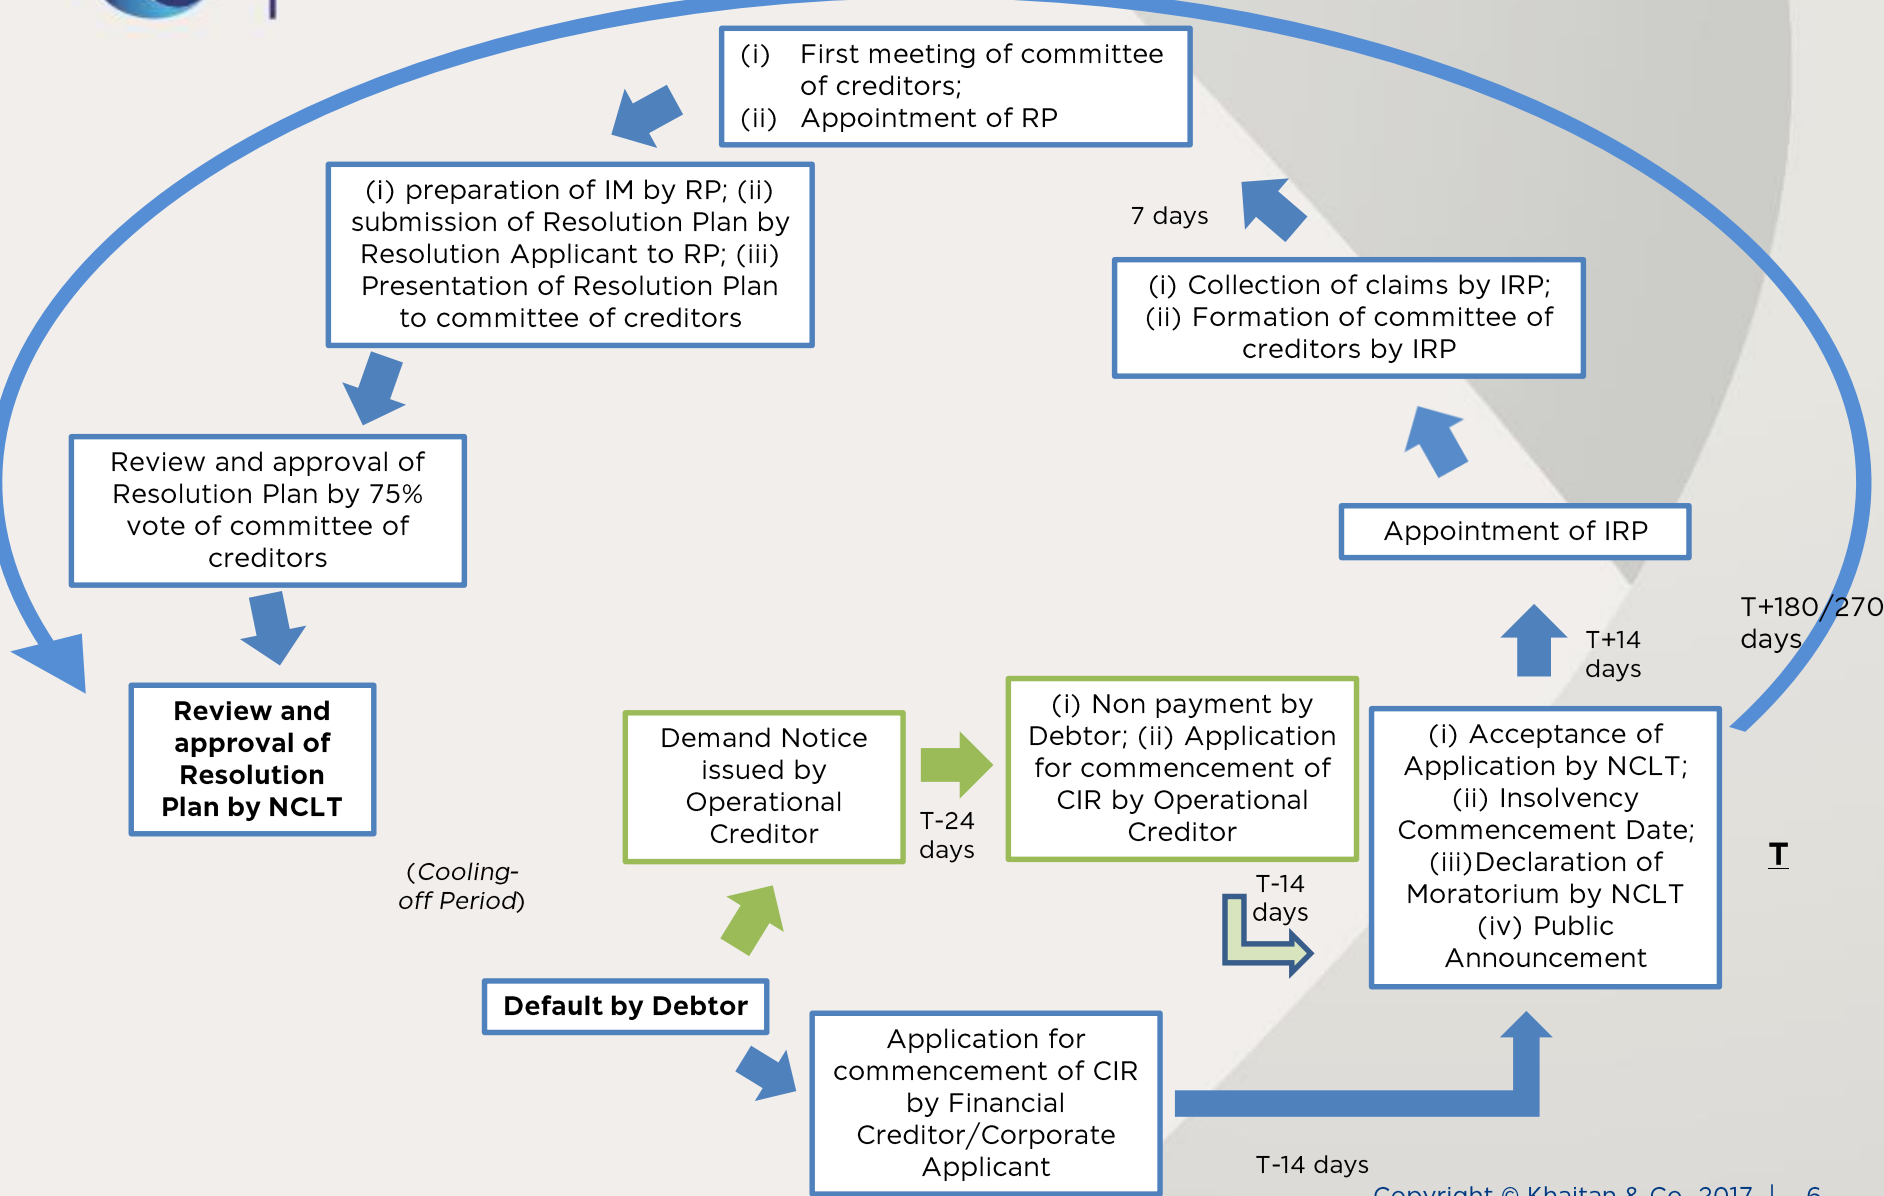 (i) First meeting of committee
of creditors;
(ii) Appointment of RP
(i) preparation of IM by RP; (ii)
submission of Resolution Plan by
Resolution Applicant to RP; (iii)
Presentation of Resolution Plan
to committee of creditors
7 days
(i) Collection of claims by IRP;
(ii) Formation of committee of
creditors by IRP
Review and approval of
Resolution Plan by 75%
vote of committee of
creditors
Appointment of IRP
T+180/270
days
T+14
days
Review and
approval of
Resolution
Plan by NCLT
Demand Notice
issued by
Operational
Creditor
T-24
days
(i) Non payment by
Debtor; (ii) Application
for commencement of
CIR by Operational
Creditor
(i) Acceptance of
Application by NCLT;
(ii) Insolvency
Commencement Date;
(iii)Declaration of
Moratorium by NCLT
(iv) Public
Announcement
T
(Cooling-
off Period)
T-14
days
Default by Debtor
Application for
commencement of CIR
by Financial
Creditor/Corporate
Applicant
T-14 days
Copyright © Khaitan & Co 2017 | 6